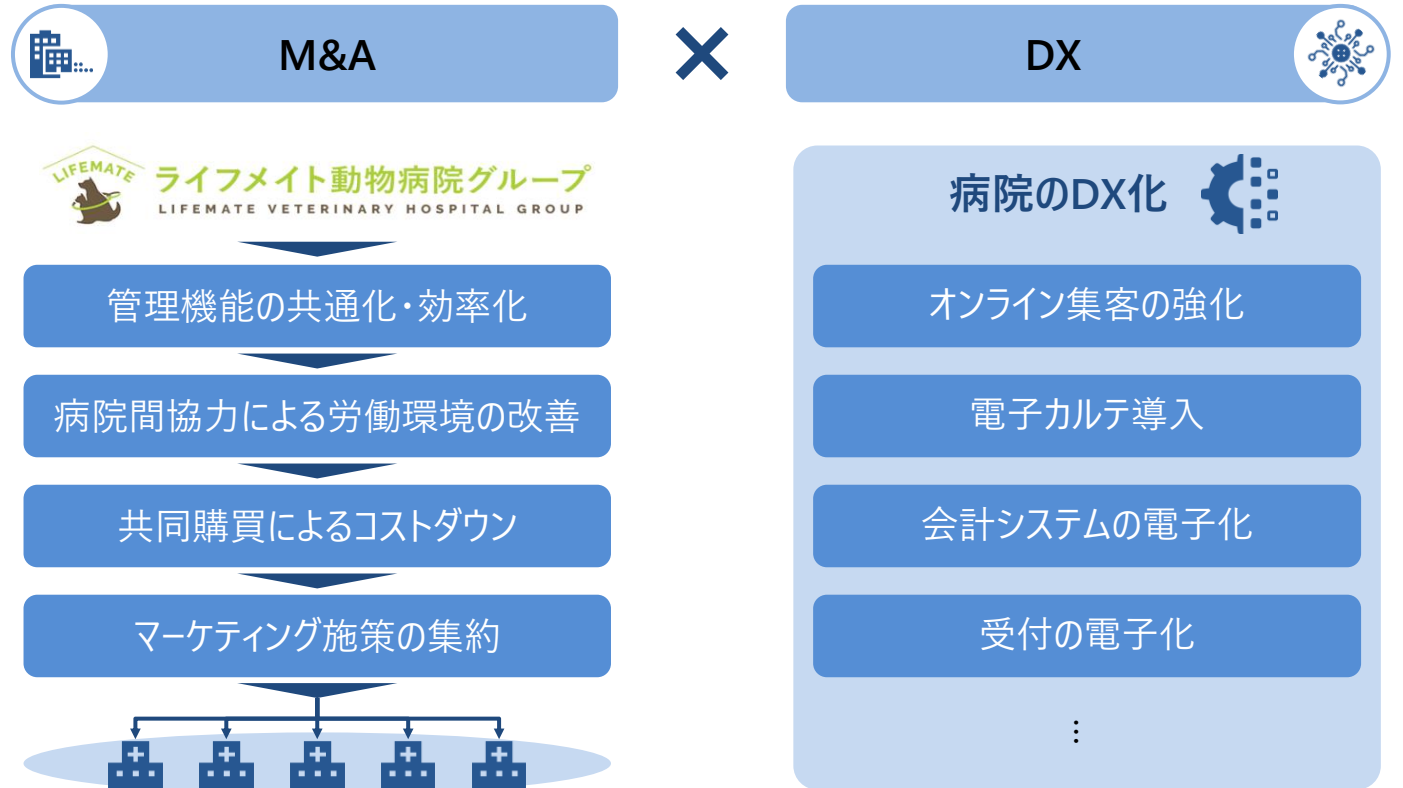 M&A
DX
LIFEMATE
ライフメイト動物病院グループ
LIFEMATE VETERINARY HOSPITAL GROUP
管理機能の共通化・効率化
病院間協力による労働環境の改善
共同購買によるコストダウン
マーケティング施策の集約
病院のDX化
オンライン集客の強化
電子カルテ導入
会計システムの電子化
受付の電子化
⋮